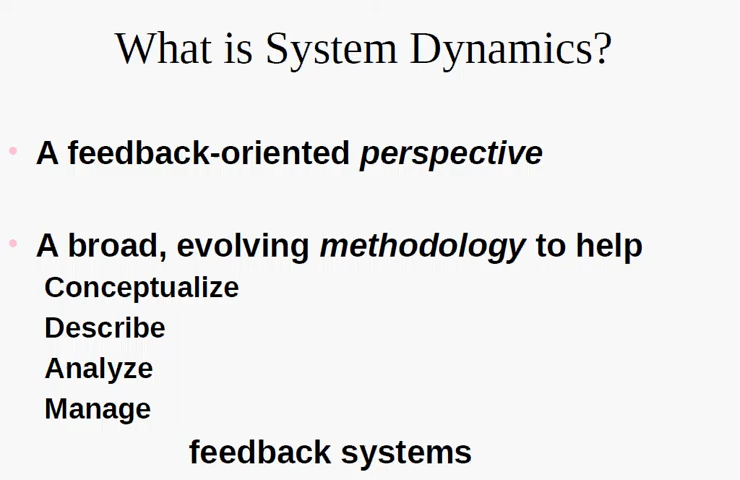 What is System Dynamics?
• A feedback-oriented perspective
• A broad, evolving methodology to help
Conceptualize
Describe
Analyze
Manage
feedback systems